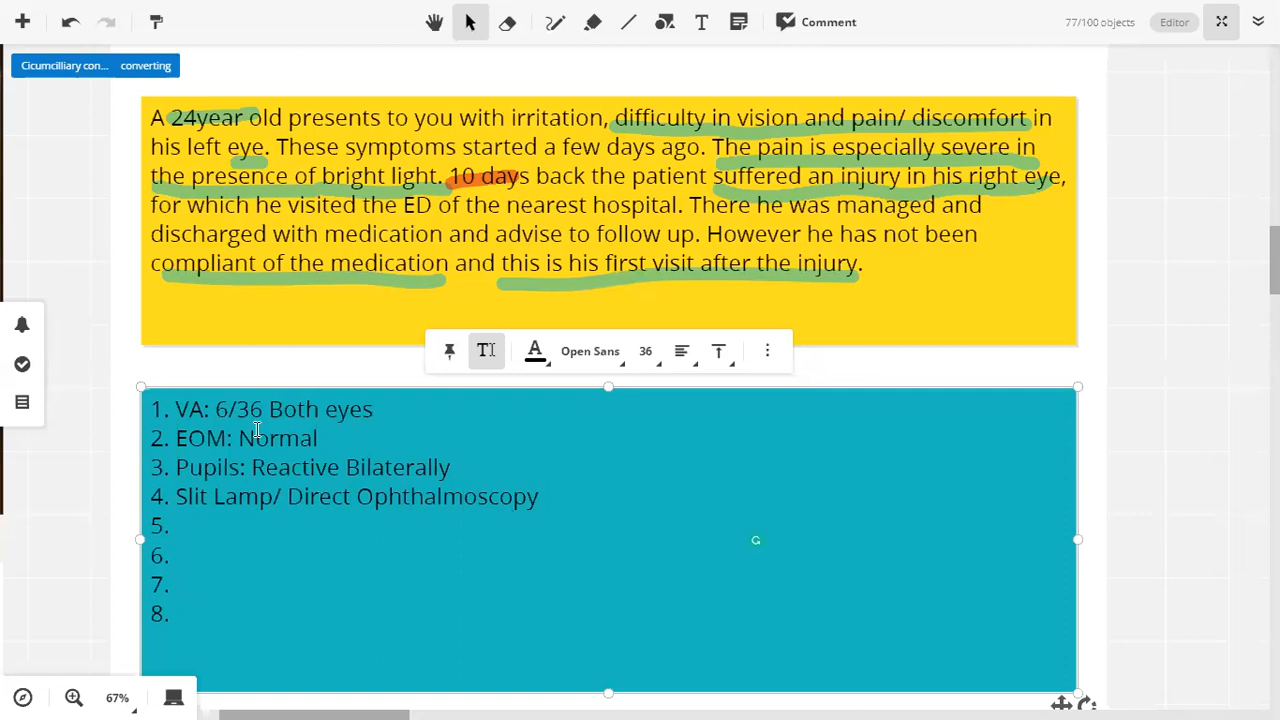 Comment
77/100 objects
Editor
Cicumcilliary con... converting
A 24year old presents to you with irritation, difficulty in vision and pain/ discomfort in
his left eye. These symptoms started a few days ago. The pain is especially severe in
the presence of bright light. 10 days back the patient suffered an injury in his right eye,
for which he visited the ED of the nearest hospital. There he was managed and
discharged with medication and advise to follow up. However he has not been
compliant of the medication and this is his first visit after the injury.
Open Sans 36
1. VA: 6/36 Both eyes
2. EOM: Normal
3. Pupils: Reactive Bilaterally
4. Slit Lamp/ Direct Ophthalmoscopy
5.
6.
7.
8.
67%